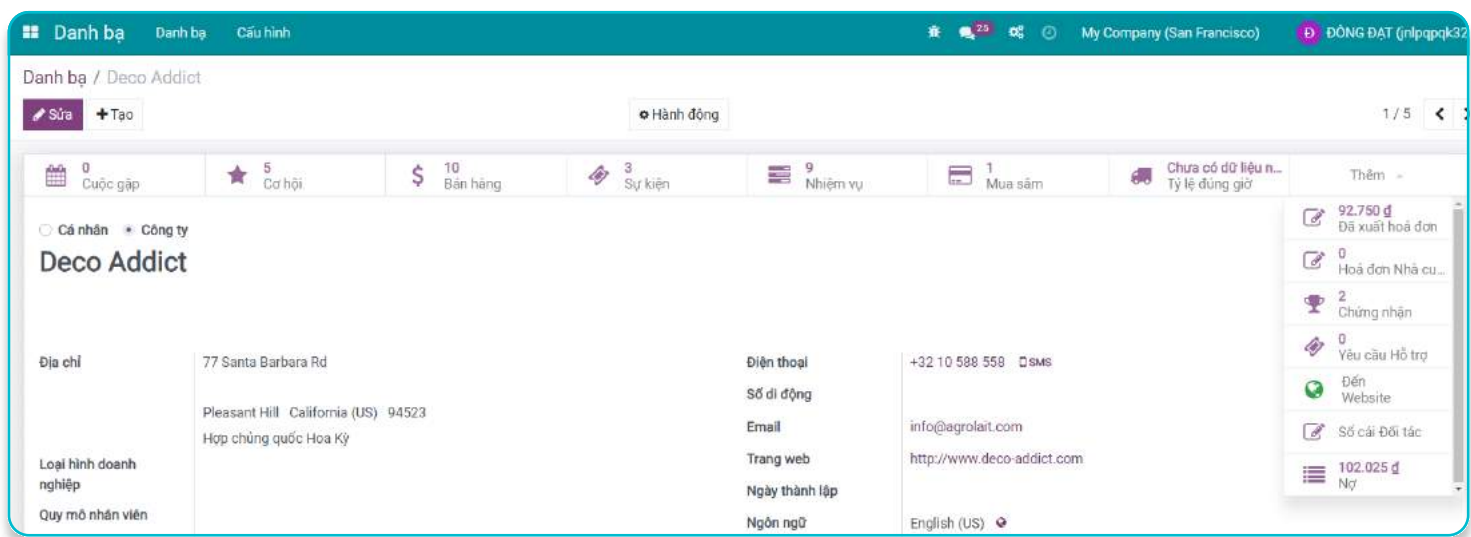 Danh bạ Danh bạ Cấu hình 25 My Company (San Francisco) Đ ĐÔNG ĐẠT (jnlpqpqk32
Danh bạ / Deco Addict
Sửa +Tạo Hành động 1 / 5
0 5 10 3 9 1 Chưa có dữ liệu n... Thêm
Cuộc gặp Cơ hội Bán hàng Sự kiện Nhiệm vụ Mua sắm Tỷ lệ đúng giờ
92.750 ₫
Đã xuất hoá đơn
0
Hoá đơn Nhà cu...
2
Chứng nhận
0
Yêu cầu Hỗ trợ
Đến
Website
Sổ cái Đối tác
102.025 ₫
Nợ
Cá nhân Công ty
Deco Addict
Địa chỉ 77 Santa Barbara Rd
Pleasant Hill California (US) 94523
Hợp chủng quốc Hoa Kỳ
Loại hình doanh
nghiệp
Quy mô nhân viên
Điện thoại +32 10 588 558 SMS
Số di động
Email info@agrolait.com
Trang web http://www.deco-addict.com
Ngày thành lập
Ngôn ngữ English (US)